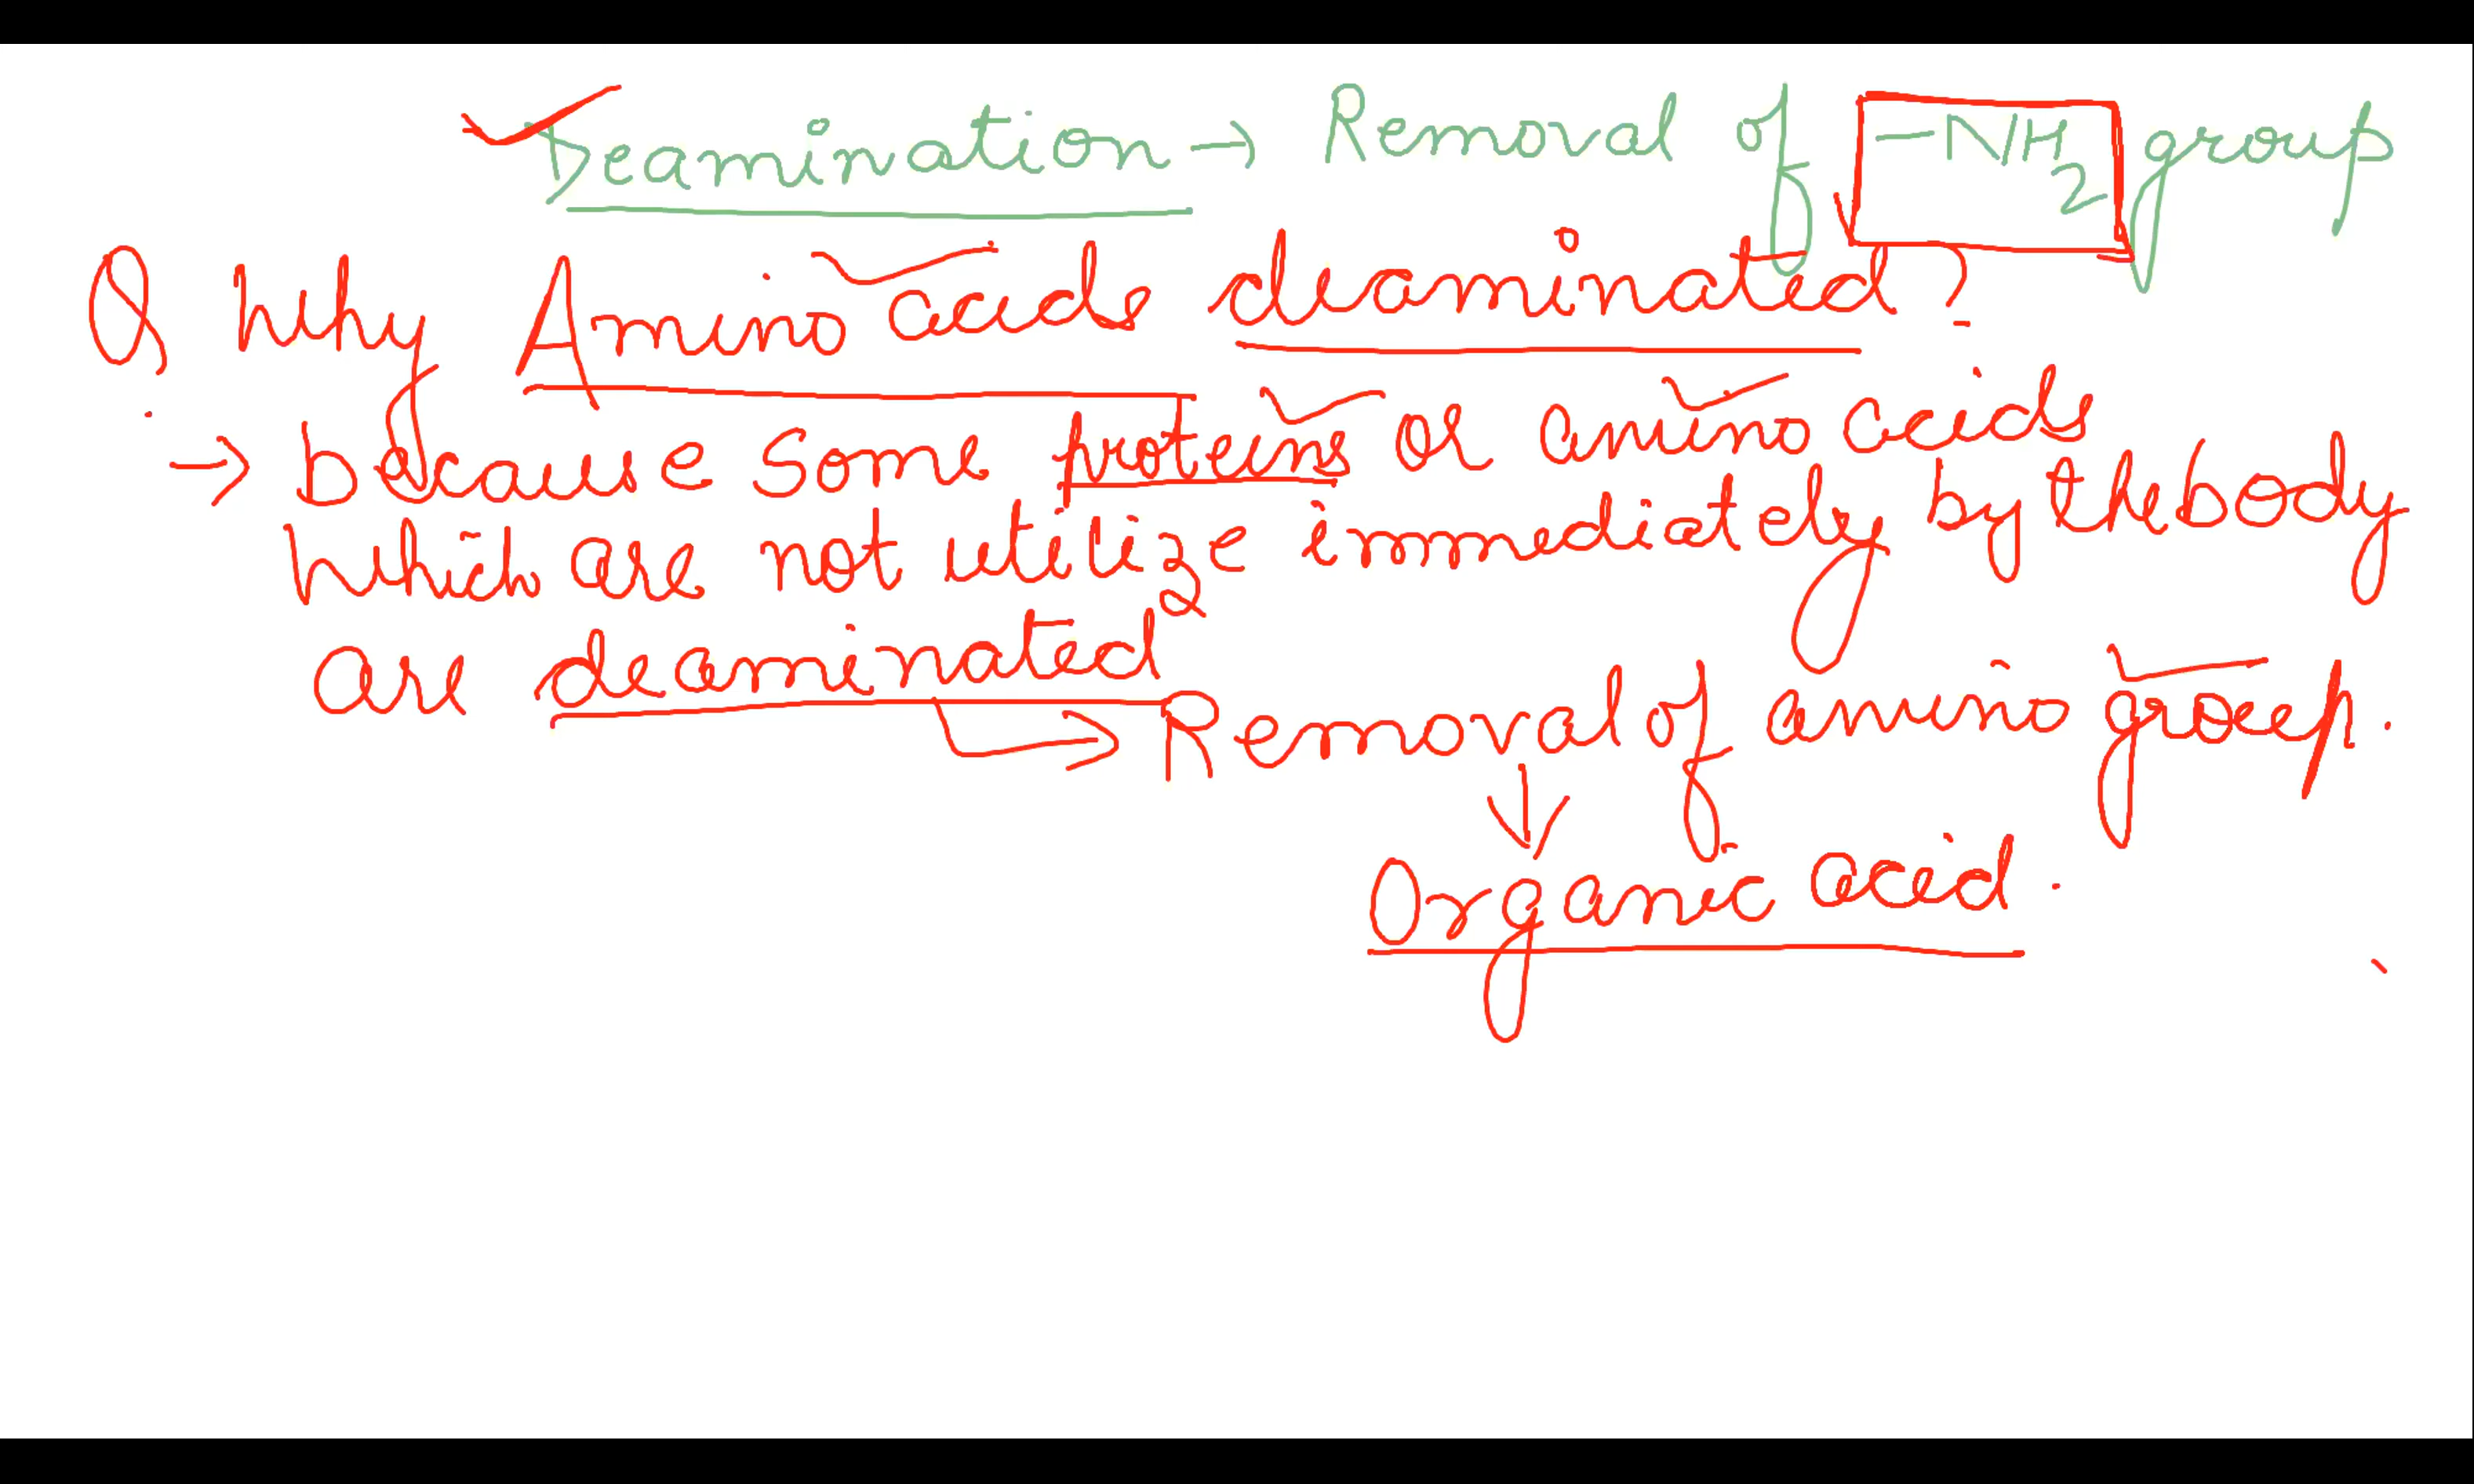 Deamination → Removal of -NH2 group
Q. Why Amino acids deaminated?
→ Because some proteins or amino acids
which are not utilize immediately by the body
are deaminated
→ Removal of amino group.
↓
Organic acid.